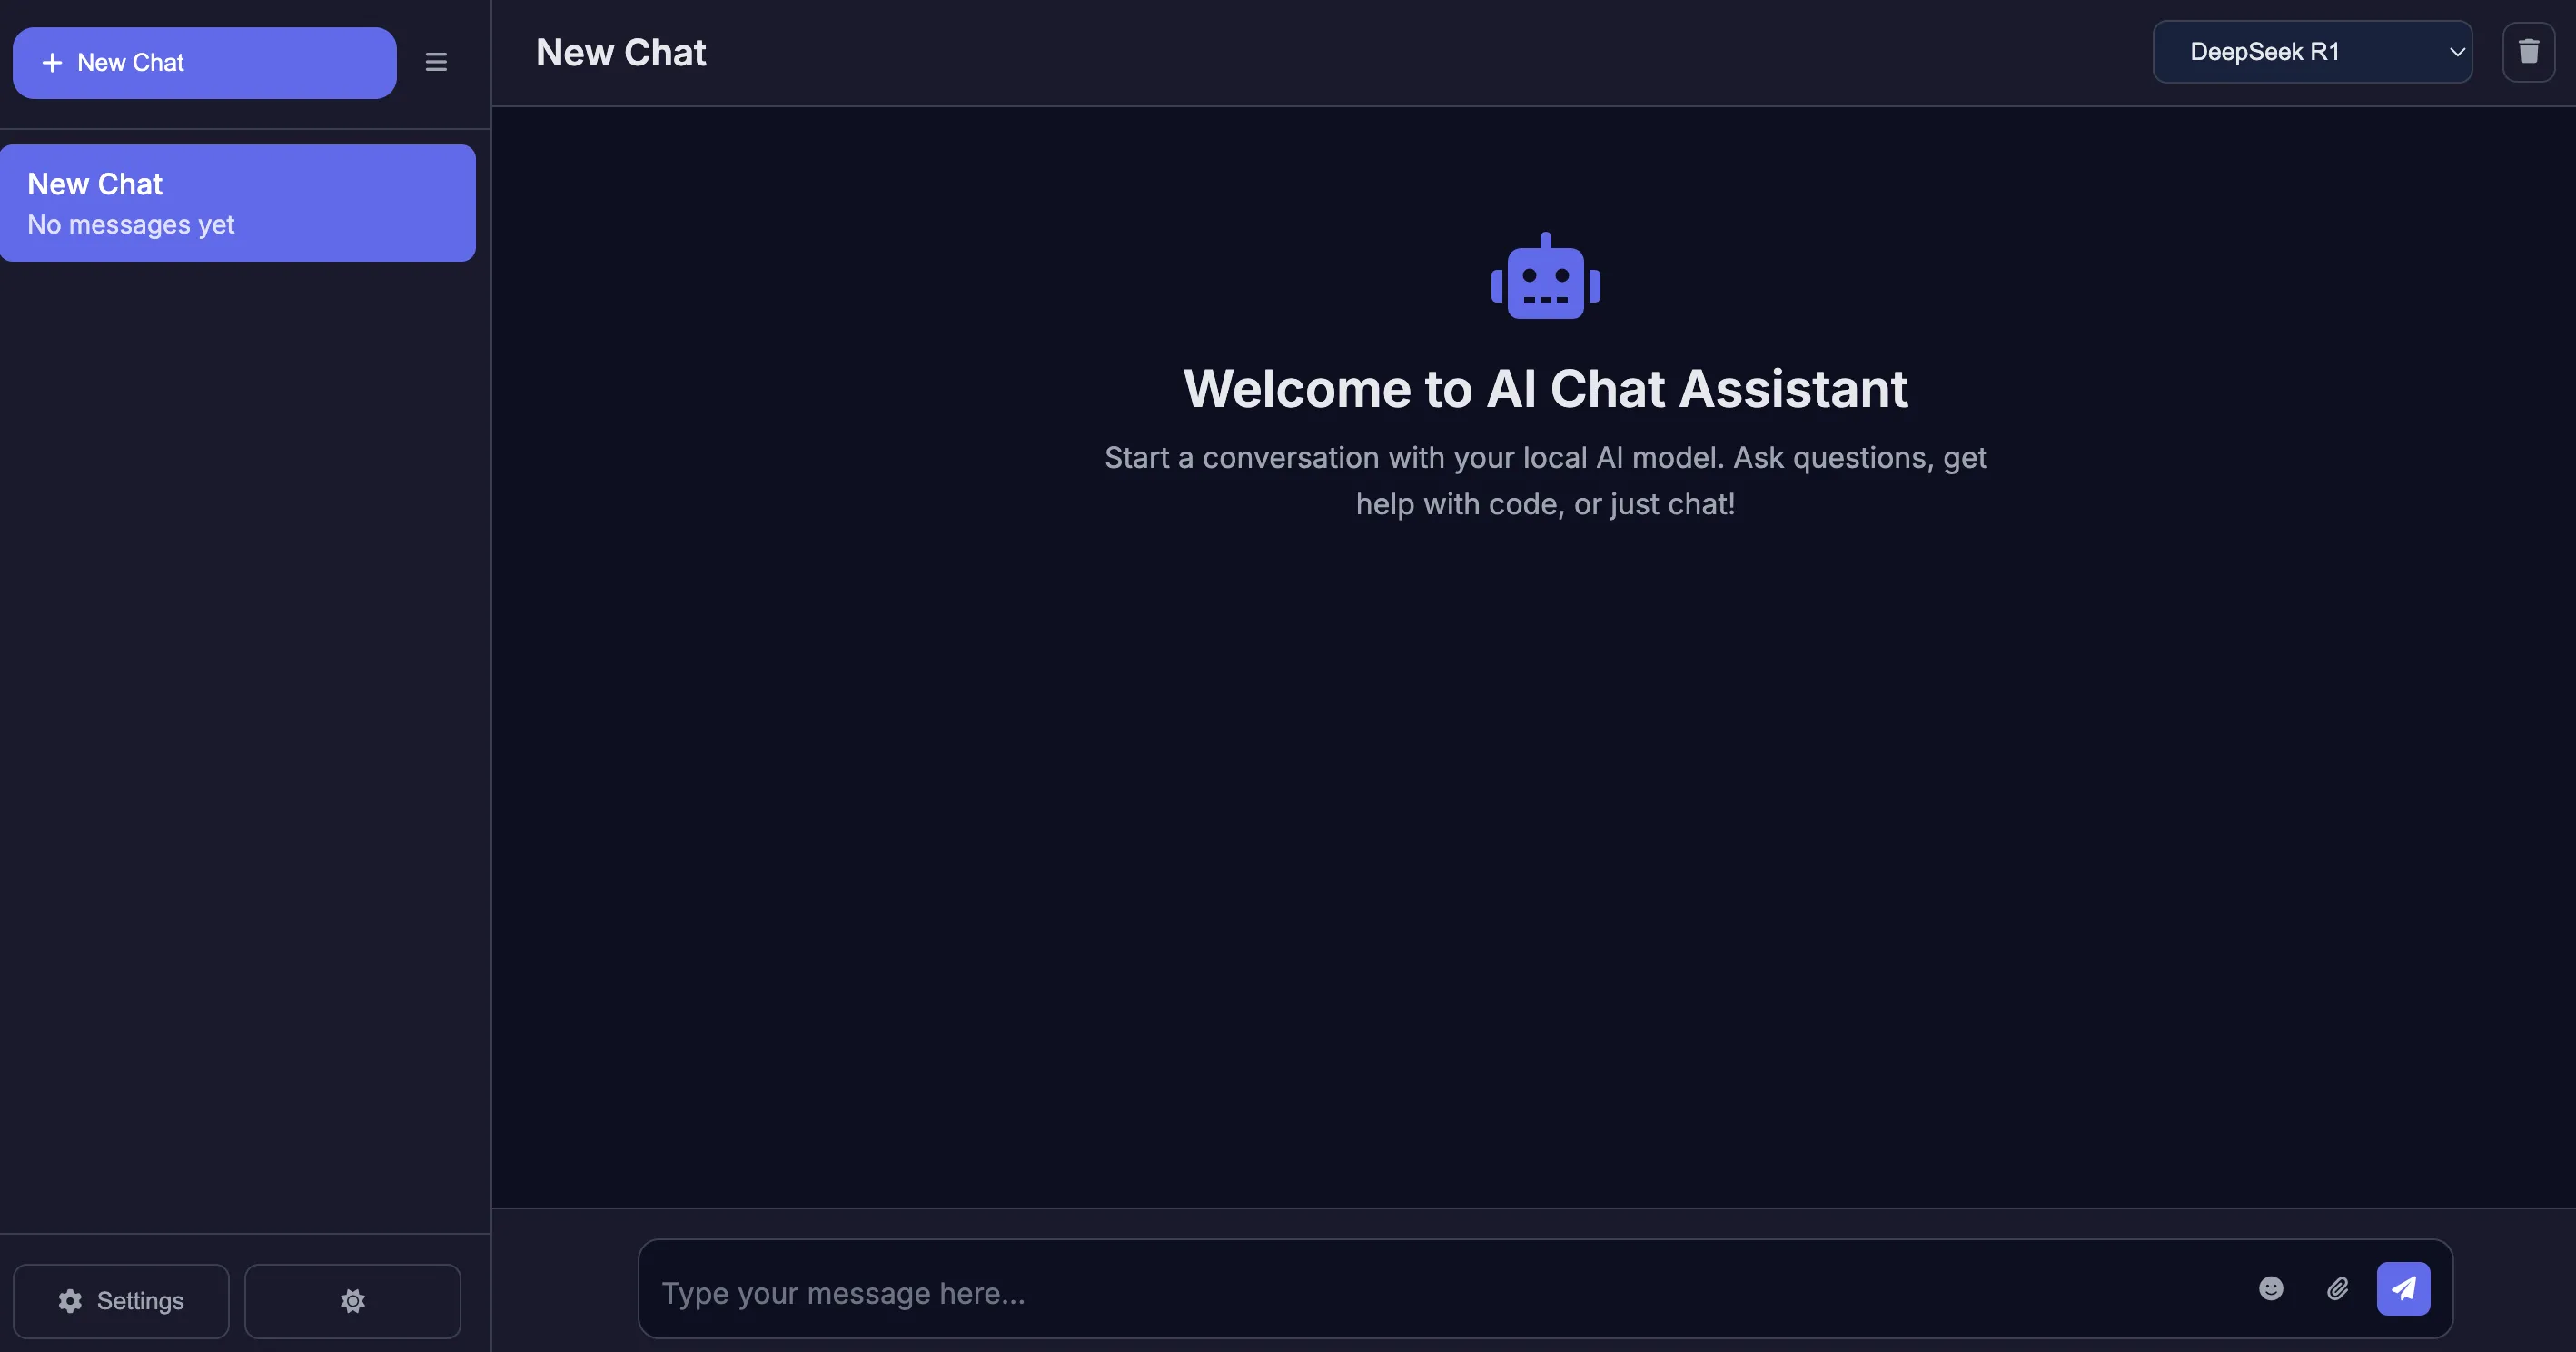 New Chat
New Chat
No messages yet
Settings
New Chat
DeepSeek R1
Welcome to AI Chat Assistant
Start a conversation with your local AI model. Ask questions, get
help with code, or just chat!
Type your message here...